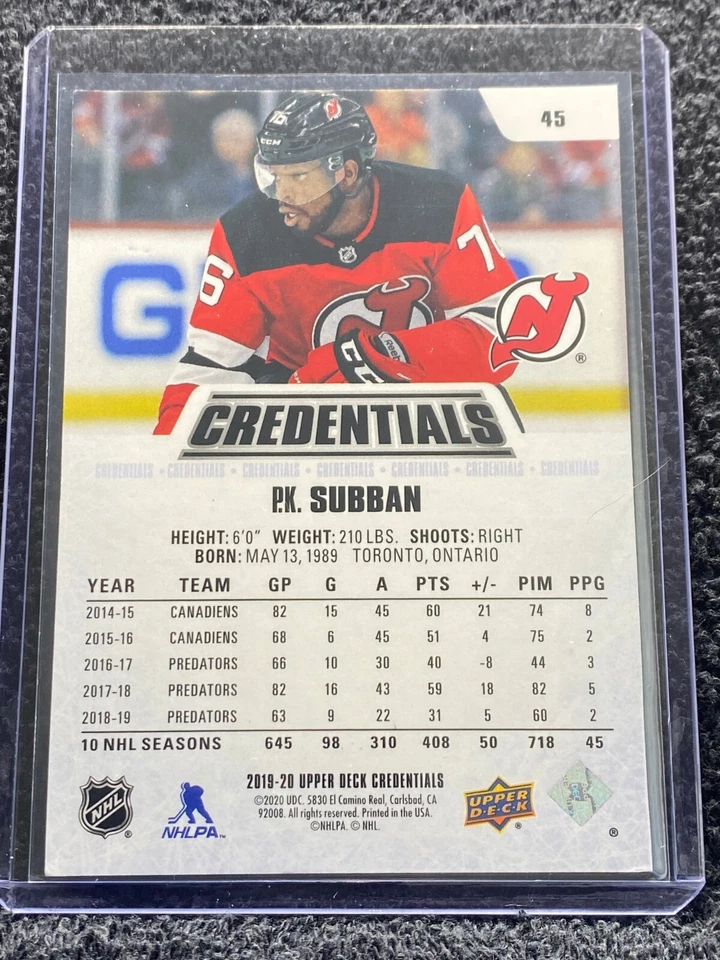 45
76
CCM
76
G
Reebok
CCM
®
CREDENTIALS
CREDENTIALS • CREDENTIALS • CREDENTIALS • CREDENTIALS • CREDENTIALS • CREDENTIALS • CREDENTIALS
P.K. SUBBAN
HEIGHT: 6'0" WEIGHT: 210 LBS. SHOOTS: RIGHT
BORN: MAY 13, 1989 TORONTO, ONTARIO
YEAR TEAM GP G A PTS +/- PIM PPG
2014-15 CANADIENS 82 15 45 60 21 74 8
2015-16 CANADIENS 68 6 45 51 4 75 2
2016-17 PREDATORS 66 10 30 40 -8 44 3
2017-18 PREDATORS 82 16 43 59 18 82 5
2018-19 PREDATORS 63 9 22 31 5 60 2
10 NHL SEASONS 645 98 310 408 50 718 45
2019-20 UPPER DECK CREDENTIALS
©2020 UDC. 5830 El Camino Real, Carlsbad, CA
92008. All rights reserved. Printed in the USA.
©NHLPA. © NHL.
NHL ®
NHLPA™
UPPER DECK ®
®